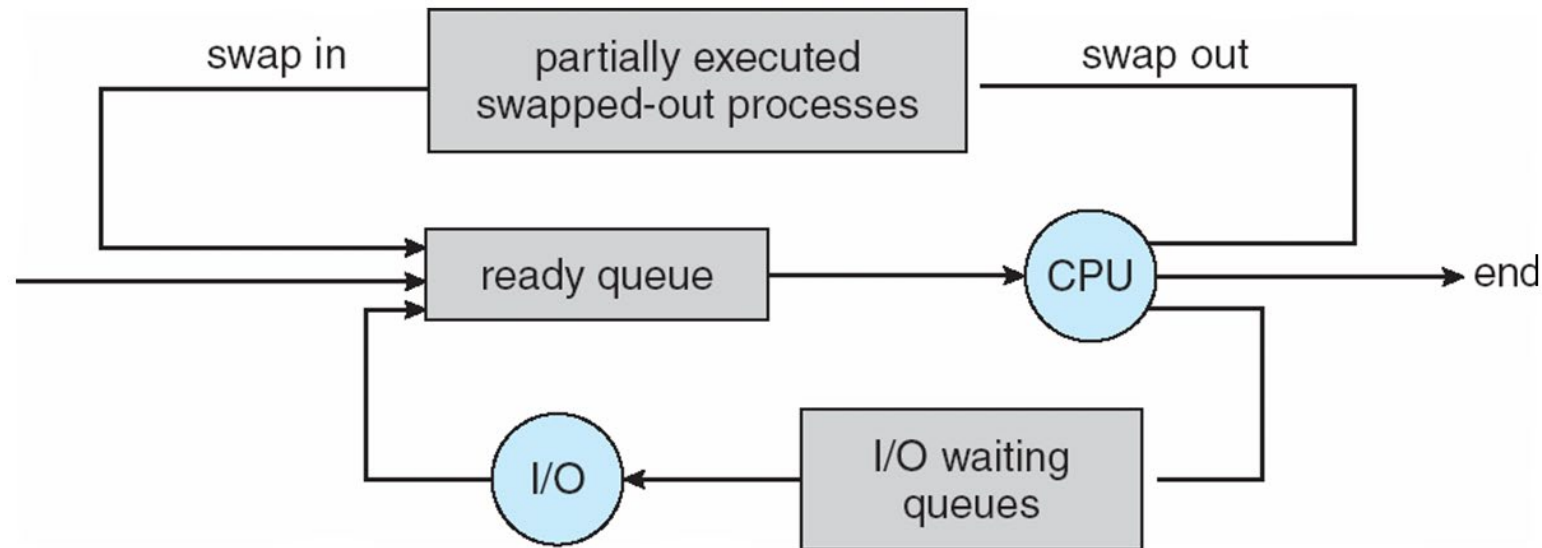 swap in
partially executed
swapped-out processes
swap out
ready queue
CPU
end
I/O
I/O waiting
queues